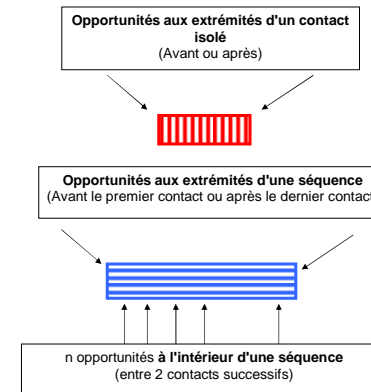 Opportunités aux extrémités d'un contact
isolé
(Avant ou après)
Opportunités aux extrémités d'une séquence
(Avant le premier contact ou après le dernier contact
n opportunités à l'intérieur d'une séquence
(entre 2 contacts successifs)